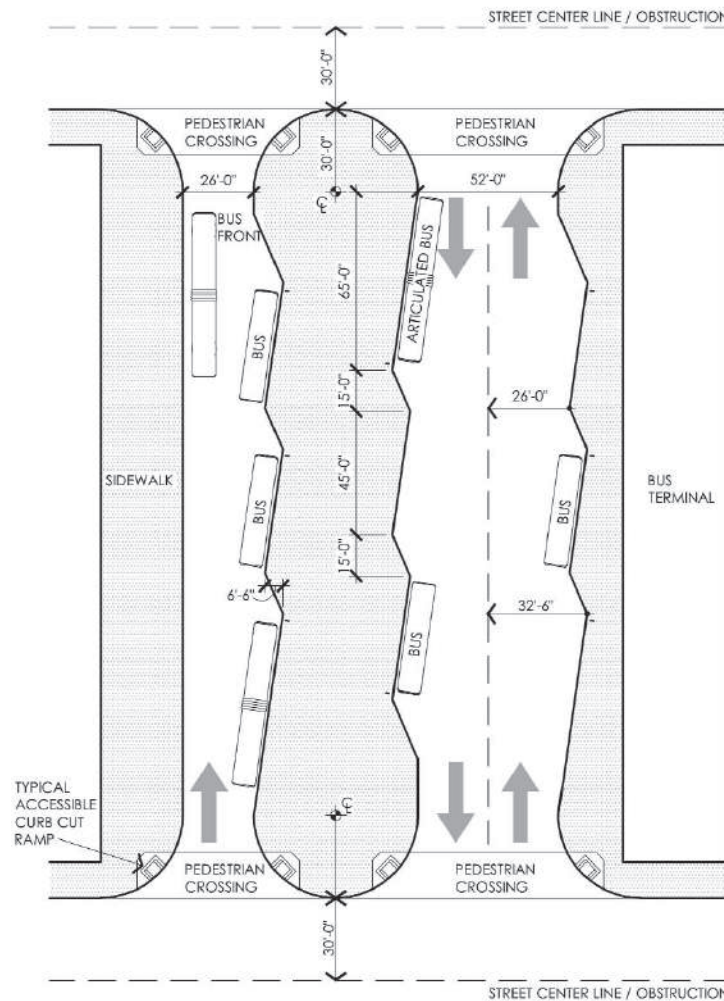 STREET CENTER LINE / OBSTRUCTION
30'-0"
PEDESTRIAN
CROSSING
PEDESTRIAN
CROSSING
30'-0"
26'-0"
52'-0"
CL
BUS
FRONT
ARTICULATED BUS
65'-0"
BUS
15'-0"
26'-0"
SIDEWALK
BUS
45'-0"
BUS
BUS
TERMINAL
15'-0"
6'-6"
32'-6"
BUS
TYPICAL
ACCESSIBLE
CURB CUT
RAMP
CL
PEDESTRIAN
CROSSING
PEDESTRIAN
CROSSING
30'-0"
STREET CENTER LINE / OBSTRUCTION